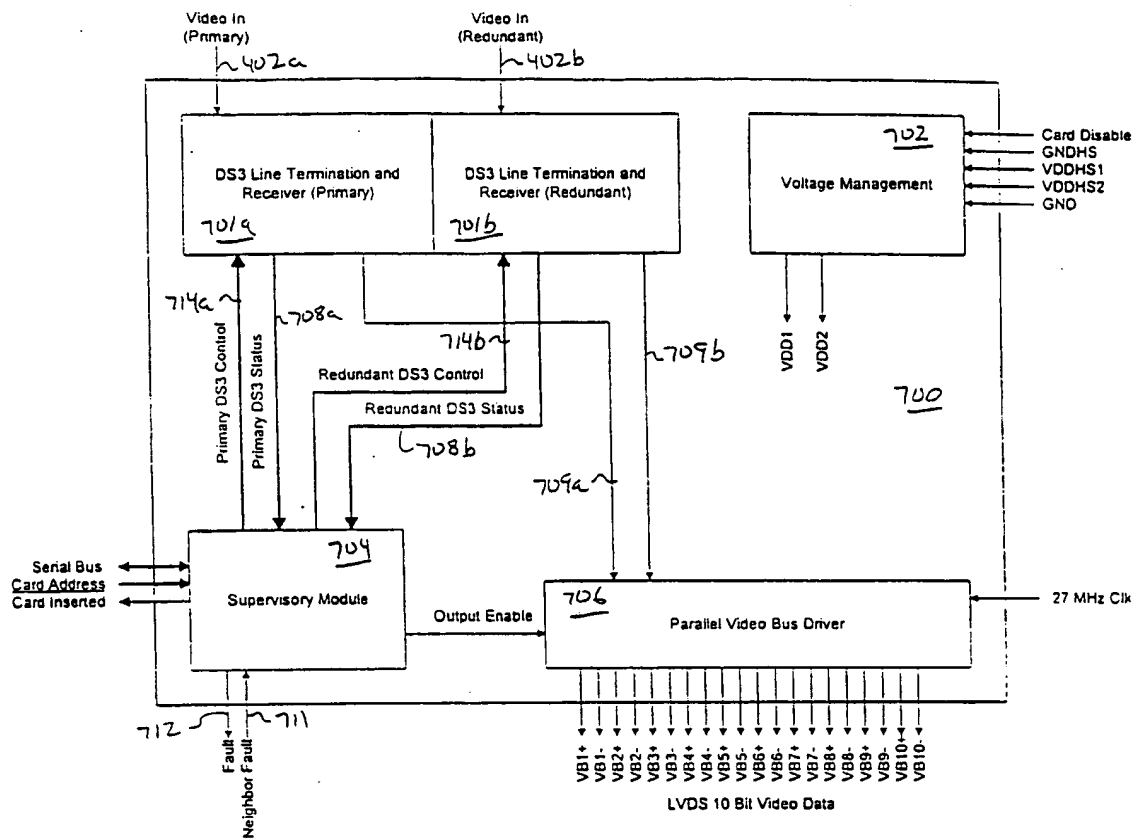 Video In
(Primary)
Video In
(Redundant)
402a
402b
DS3 Line Termination and
Receiver (Primary)
701a
DS3 Line Termination and
Receiver (Redundant)
701b
702
Voltage Management
Card Disable
GNDHS
VDDHS1
VDDHS2
GND
VDD1
VDD2
700
714a
708a
714b
709b
Primary DS3 Control
Primary DS3 Status
Redundant DS3 Control
Redundant DS3 Status
708b
709a
704
Supervisory Module
Serial Bus
Card Address
Card Inserted
Output Enable
706
Parallel Video Bus Driver
27 MHz Clk
712
711
Fault
Neighbor Fault
VB1+
VB1-
VB2+
VB2-
VB3+
VB3-
VB4+
VB4-
VB5+
VB5-
VB6+
VB6-
VB7+
VB7-
VB8+
VB8-
VB9+
VB9-
VB10+
VB10-
LVDS 10 Bit Video Data